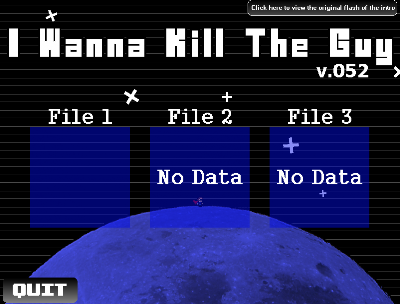 Click here to view the original flash of the intro
I Wanna Kill The Guy
v.052
File 1 File 2 File 3
No Data No Data
QUIT